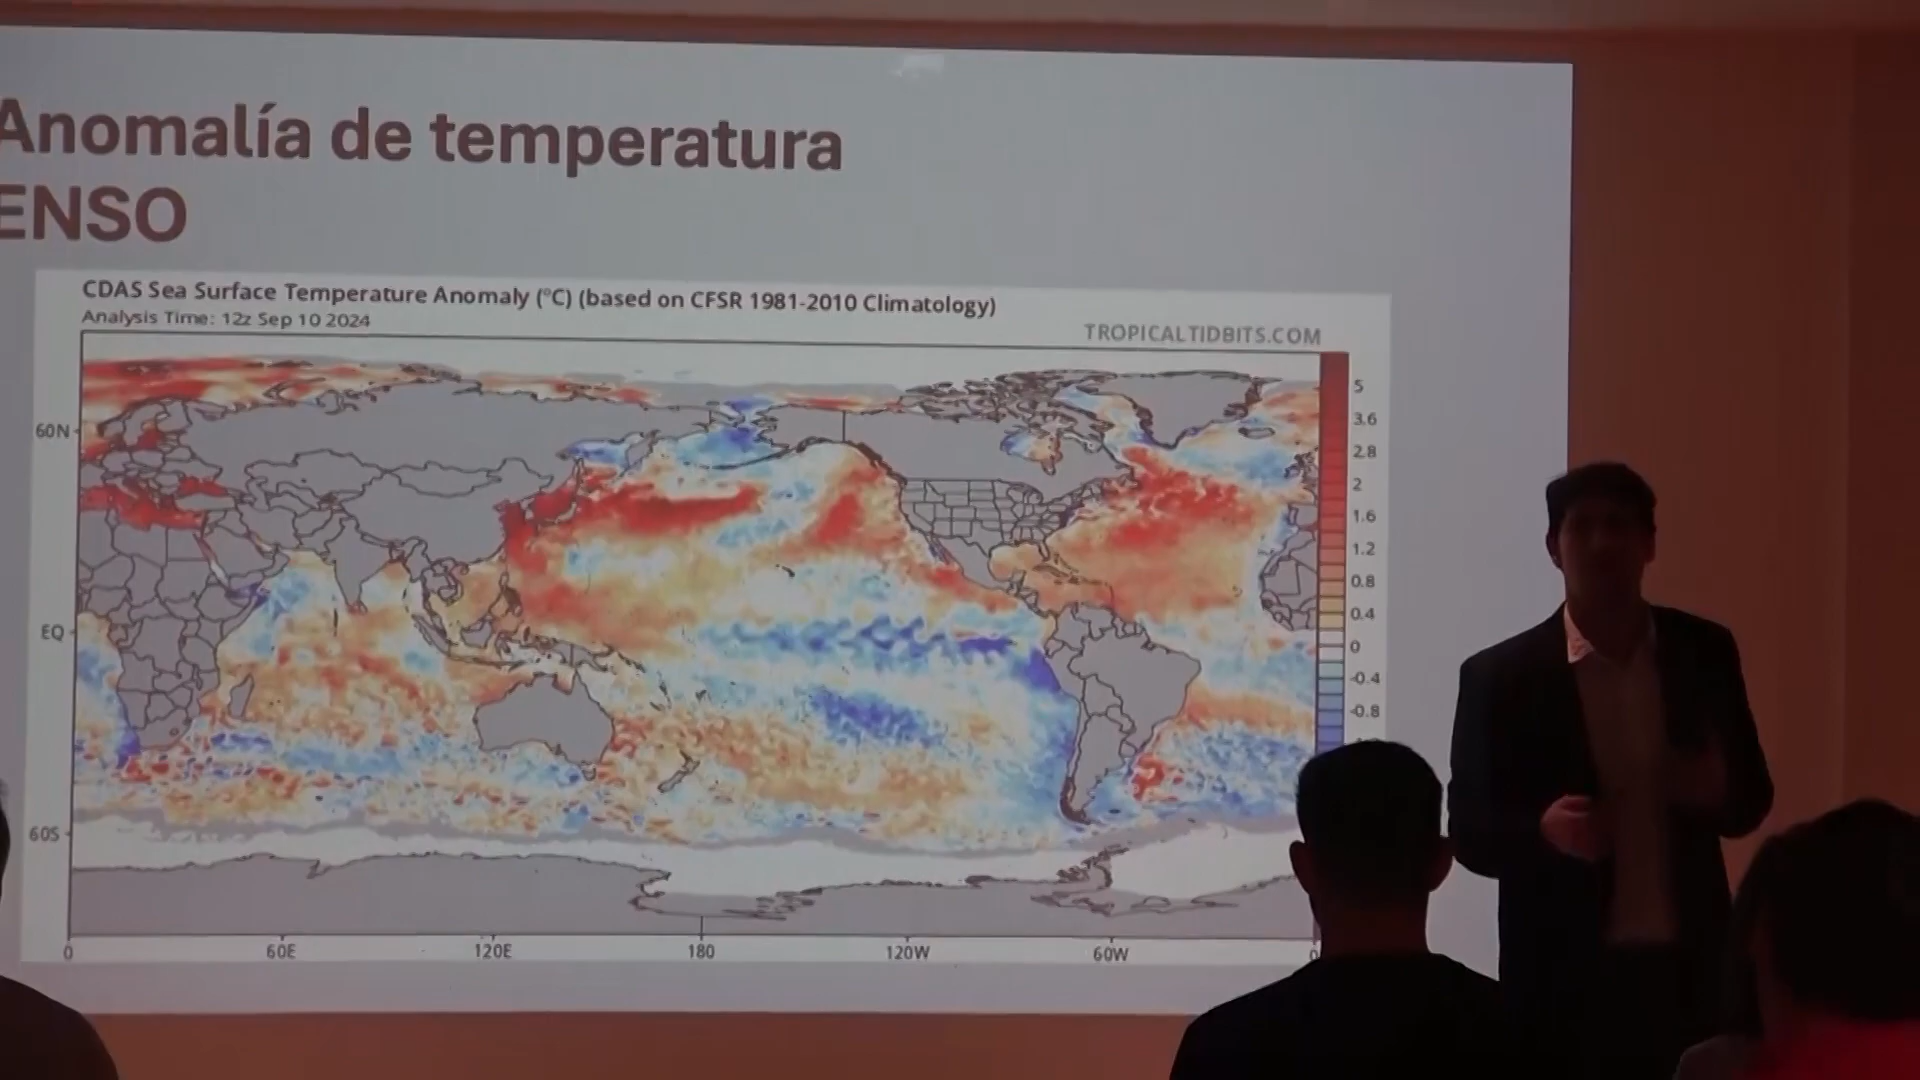 Anomalía de temperatura
ENSO
CDAS Sea Surface Temperature Anomaly (°C) (based on CFSR 1981-2010 Climatology)
Analysis Time: 12z Sep 10 2024
TROPICALTIDBITS.COM
5
3.6
2.8
2
1.6
1.2
0.8
0.4
0
-0.4
-0.8
60N
EQ
60S
0 60E 120E 180 120W 60W 0